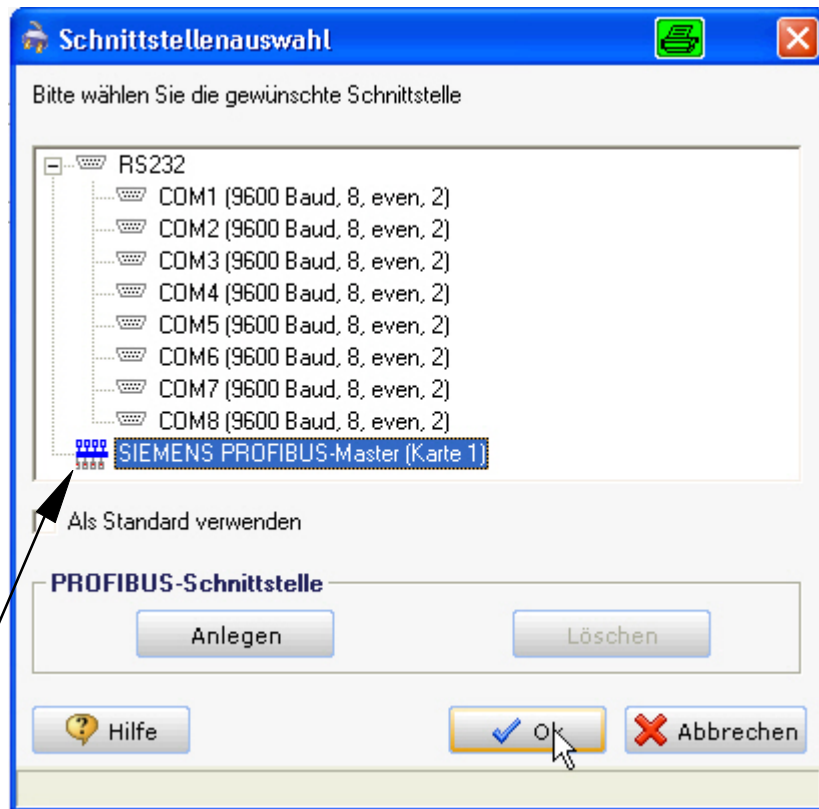 Schnittstellenauswahl
Bitte wählen Sie die gewünschte Schnittstelle
RS232
COM1 (9600 Baud, 8, even, 2)
COM2 (9600 Baud, 8, even, 2)
COM3 (9600 Baud, 8, even, 2)
COM4 (9600 Baud, 8, even, 2)
COM5 (9600 Baud, 8, even, 2)
COM6 (9600 Baud, 8, even, 2)
COM7 (9600 Baud, 8, even, 2)
COM8 (9600 Baud, 8, even, 2)
SIEMENS PROFIBUS-Master (Karte 1)
Als Standard verwenden
PROFIBUS-Schnittstelle
Anlegen Löschen
Hilfe Ok Abbrechen